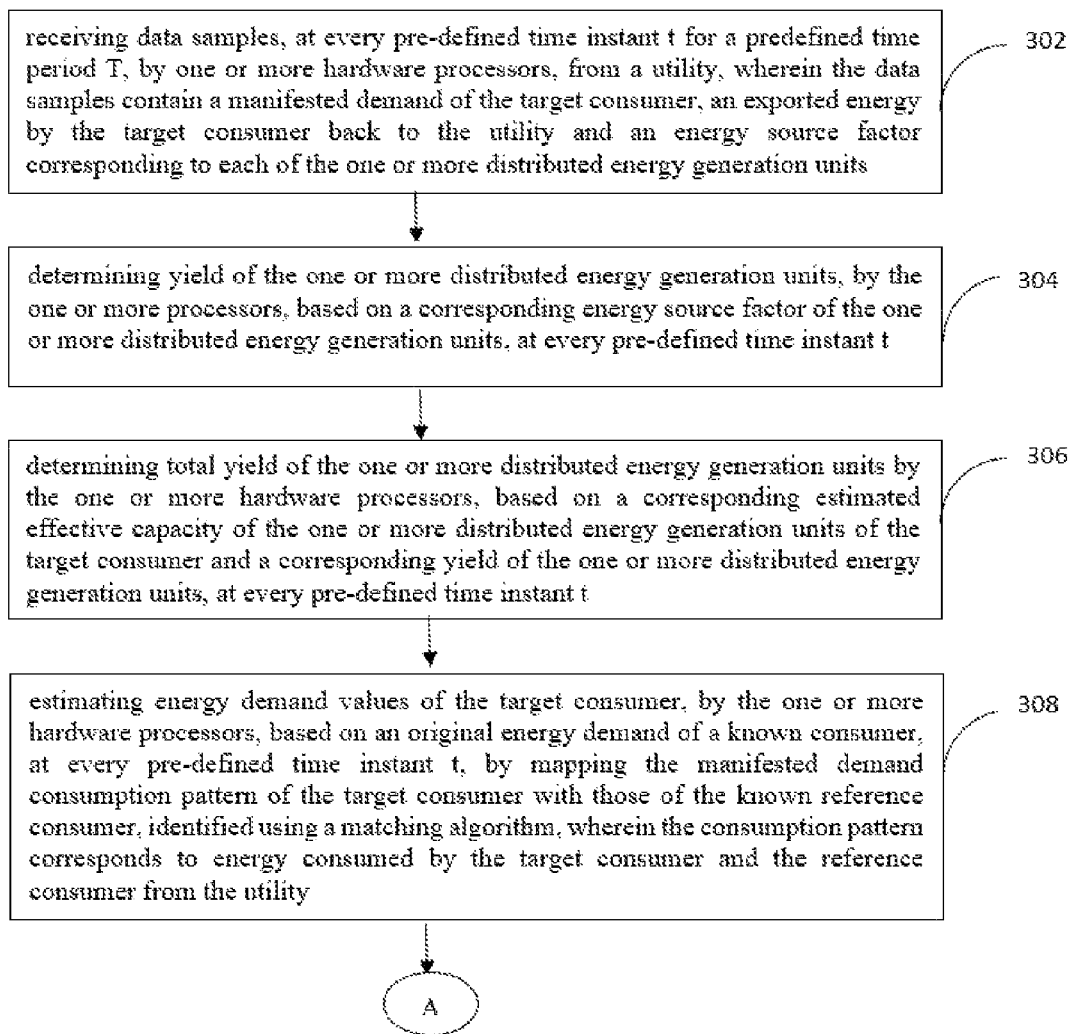 receiving data samples, at every pre-defined time instant t for a predefined time
period T, by one or more hardware processors, from a utility, wherein the data
samples contain a manifested demand of the target consumer, an exported energy
by the target consumer back to the utility and an energy source factor
corresponding to each of the one or more distributed energy generation units
302
determining yield of the one or more distributed energy generation units, by the
one or more processors, based on a corresponding energy source factor of the one
or more distributed energy generation units, at every pre-defined time instant t
304
determining total yield of the one or more distributed energy generation units by
the one or more hardware processors, based on a corresponding estimated
effective capacity of the one or more distributed energy generation units of the
target consumer and a corresponding yield of the one or more distributed energy
generation units, at every pre-defined time instant t
306
estimating energy demand values of the target consumer, by the one or more
hardware processors, based on an original energy demand of a known consumer,
at every pre-defined time instant t, by mapping the manifested demand
consumption pattern of the target consumer with those of the known reference
consumer, identified using a matching algorithm, wherein the consumption pattern
corresponds to energy consumed by the target consumer and the reference
consumer from the utility
308
A